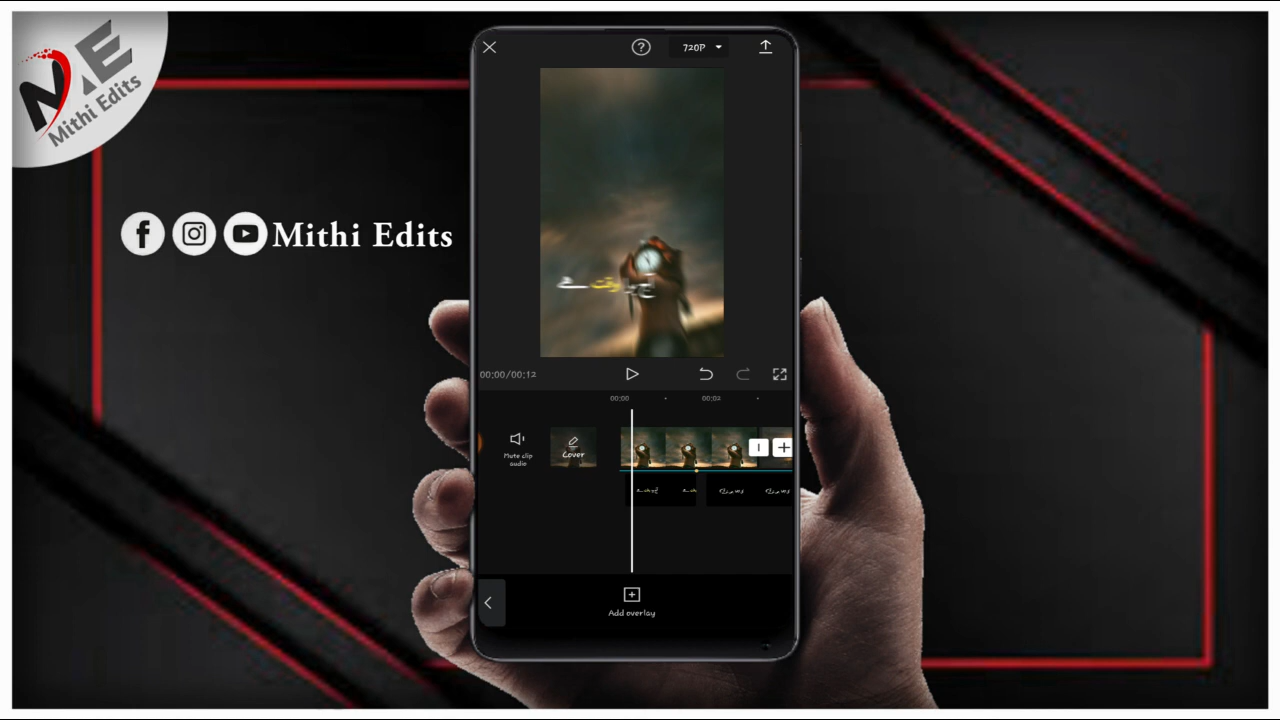 ME
Mithi Edits
Mithi Edits
720P
00:00/00:12
00:00
00:02
Mute clip
audio
Cover
Add overlay